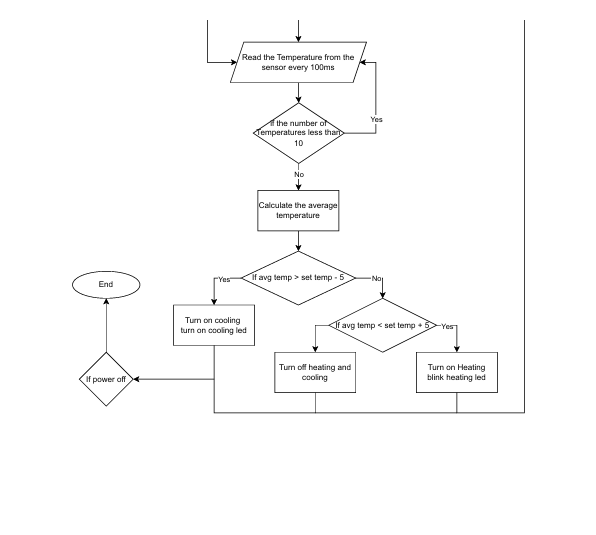 Read the Temperature from the
sensor every 100ms
Yes
If the number of
Temperatures less than
10
No
Calculate the average
temperature
If avg temp > set temp - 5
Yes
No
End
Turn on cooling
turn on cooling led
If avg temp < set temp + 5
Yes
If power off
Turn off heating and
cooling
Turn on Heating
blink heating led